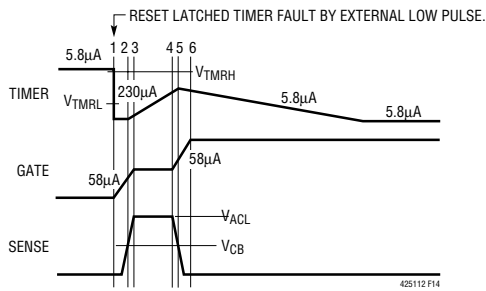 RESET LATCHED TIMER FAULT BY EXTERNAL LOW PULSE.
1 2 3 4 5 6
5.8µA
VTMRH
TIMER
230µA
VTMRL
5.8µA
5.8µA
GATE
58µA
58µA
VACL
SENSE
VCB
425112 F14